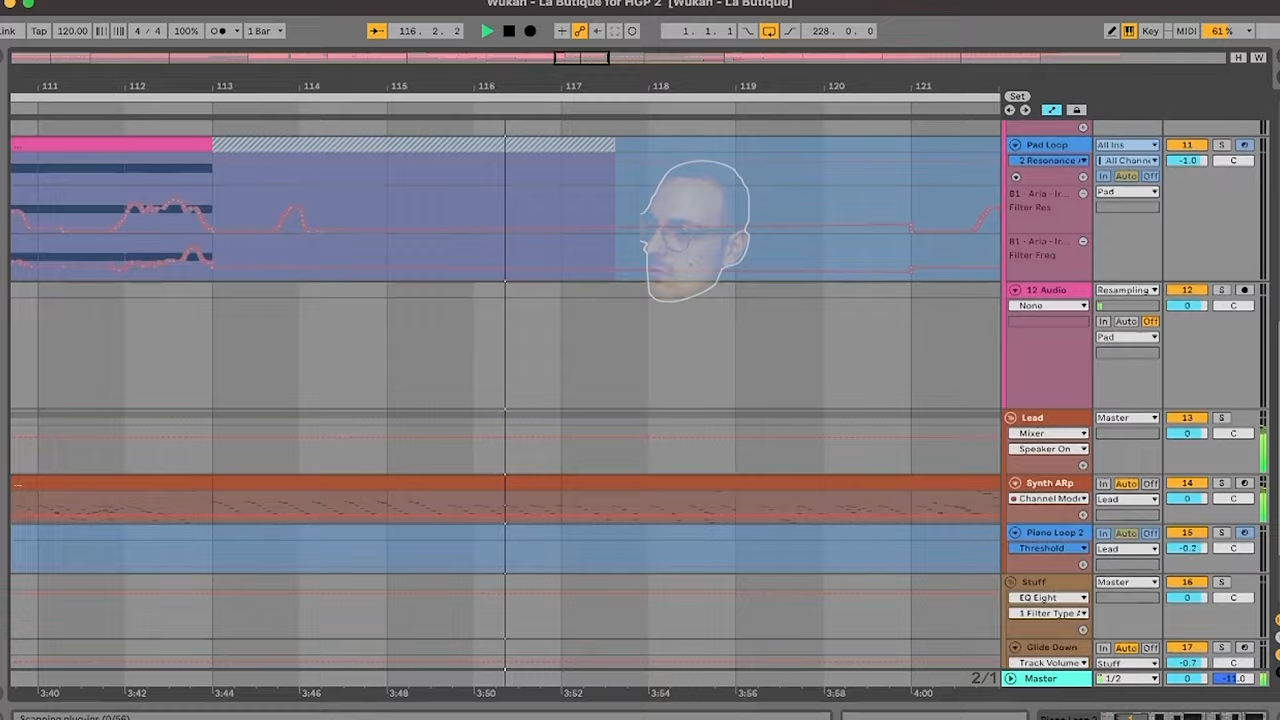 Wukan - La Butique for HGP 2 [Wukan - La Butique]
Link Tap 120.00 4 / 4 100% 1 Bar 116. 2. 2 1. 1. 1 228. 0. 0 Key MIDI 61 %
H W
111 112 113 114 115 116 117 118 119 120 121
Set
...
Pad Loop All Ins 11 S
2 Resonance All Channe -1.0 C
In Auto Off
B1 - Aria - Ir... Pad
Filter Res
B1 - Aria - Ir...
Filter Freq
12 Audio Resampling 12 S
None 0 C
In Auto Off
Pad
Lead Master 13 S
Mixer 0 C
Speaker On
Synth ARp In Auto Off 14 S
Channel Mode Lead 0 C
Piano Loop 2 In Auto Off 15 S
Threshold Lead -0.2 C
Stuff Master 16 S
EQ Eight 0 C
1 Filter Type
Glide Down In Auto Off 17 S
Track Volume Stuff -0.7 C
2/1 Master 1/2 0
3:40 3:42 3:44 3:46 3:50 3:52 3:54 3:56 3:58 4:00
Scanning plug-ins (0/56)
Piano Loop 2